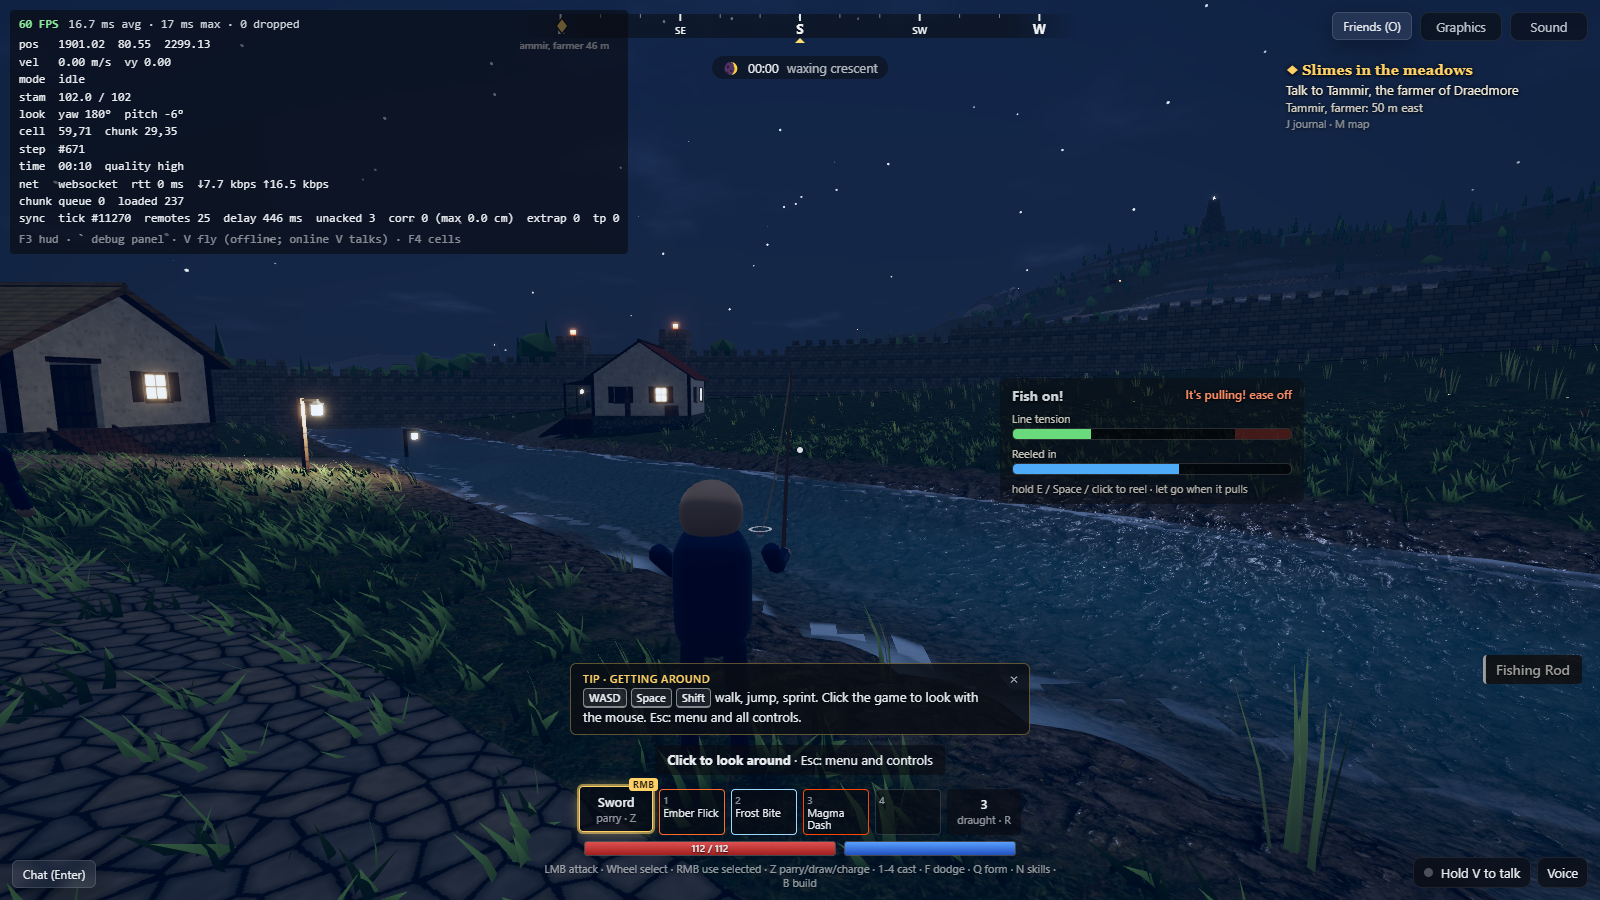 60 FPS 16.7 ms avg · 17 ms max · 0 dropped
pos 1901.02 80.55 2299.13
vel 0.00 m/s vy 0.00
mode idle
stam 102.0 / 102
look yaw 180° pitch -6°
cell 59,71 chunk 29,35
step #671
time 00:10 quality high
net websocket rtt 0 ms ↓7.7 kbps ↑16.5 kbps
chunk queue 0 loaded 237
sync tick #11270 remotes 25 delay 446 ms unacked 3 corr 0 (max 0.0 cm) extrap 0 tp 0
F3 hud · ` debug panel · V fly (offline; online V talks) · F4 cells
SE S SW W
ammir, farmer 46 m
00:00 waxing crescent
Friends (O) Graphics Sound
◆ Slimes in the meadows
Talk to Tammir, the farmer of Draedmore
Tammir, farmer: 50 m east
J journal · M map
Fish on! It's pulling! ease off
Line tension
Reeled in
hold E / Space / click to reel · let go when it pulls
Fishing Rod
TIP · GETTING AROUND ×
WASD Space Shift walk, jump, sprint. Click the game to look with
the mouse. Esc: menu and all controls.
Click to look around · Esc: menu and controls
RMB
Sword
parry · Z
1
Ember Flick
2
Frost Bite
3
Magma
Dash
4
3
draught · R
112 / 112
LMB attack · Wheel select · RMB use selected · Z parry/draw/charge · 1-4 cast · F dodge · Q form · N skills ·
B build
Chat (Enter)
Hold V to talk Voice